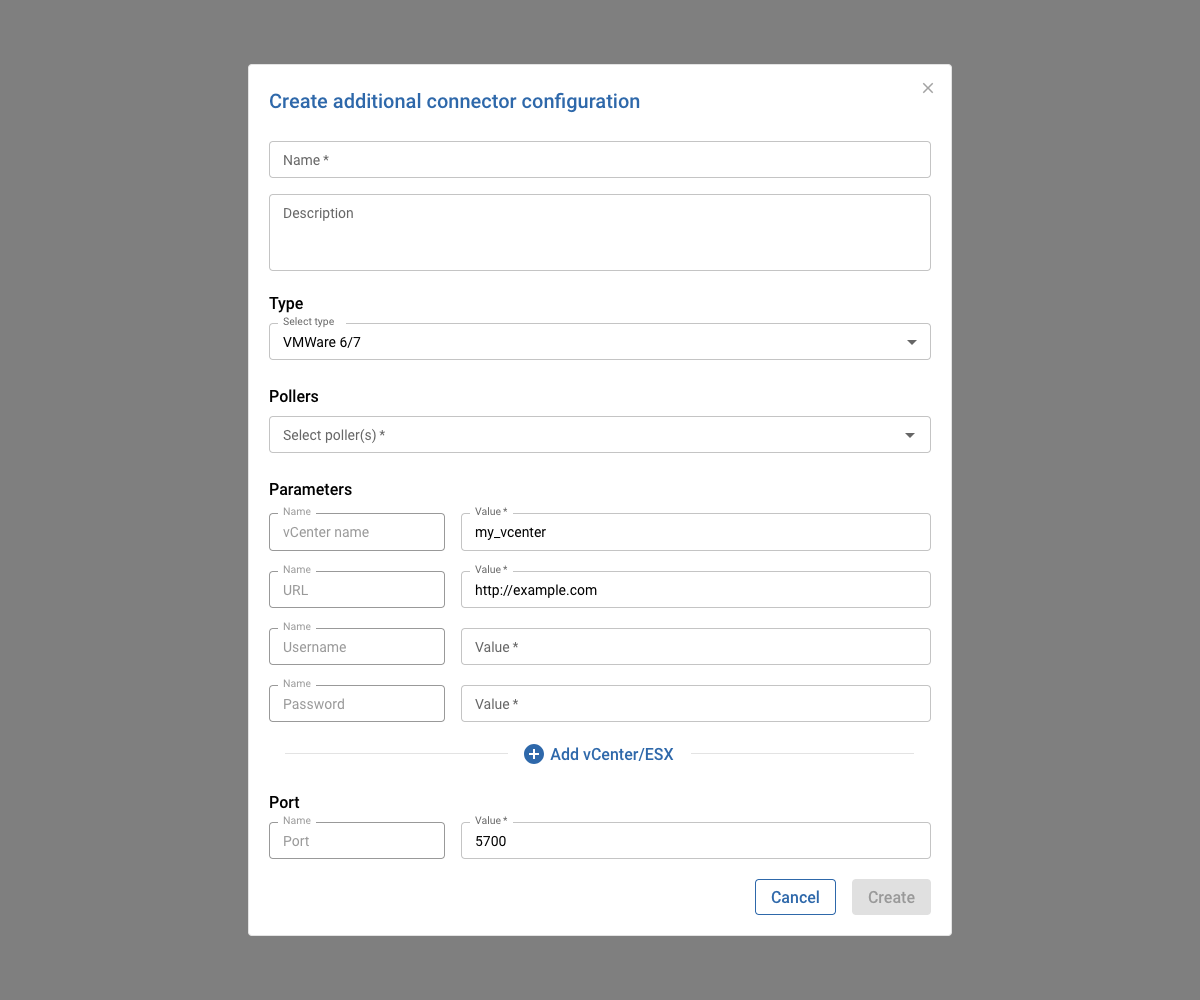 Create additional connector configuration
Name *
Description
Type
Select type
VMWare 6/7
Pollers
Select poller(s) *
Parameters
Name
vCenter name
Value *
my_vcenter
Name
URL
Value *
http://example.com
Name
Username
Value *
Name
Password
Value *
Add vCenter/ESX
Port
Name
Port
Value *
5700
Cancel
Create